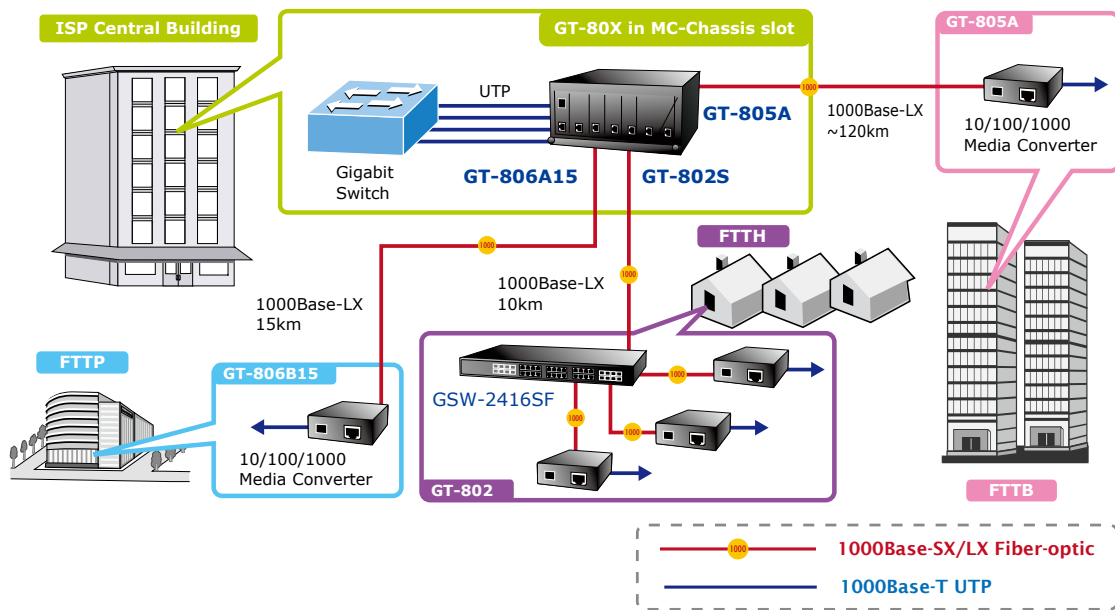 ISP Central Building
GT-80X in MC-Chassis slot
GT-805A
UTP
GT-805A
1000
1000Base-LX
~120km
10/100/1000
Media Converter
Gigabit
Switch
GT-806A15
GT-802S
FTTH
1000
1000
1000Base-LX
15km
1000Base-LX
10km
FTTP
GT-806B15
10/100/1000
Media Converter
GSW-2416SF
1000
1000
1000
GT-802
FTTB
1000
1000Base-SX/LX Fiber-optic
1000Base-T UTP